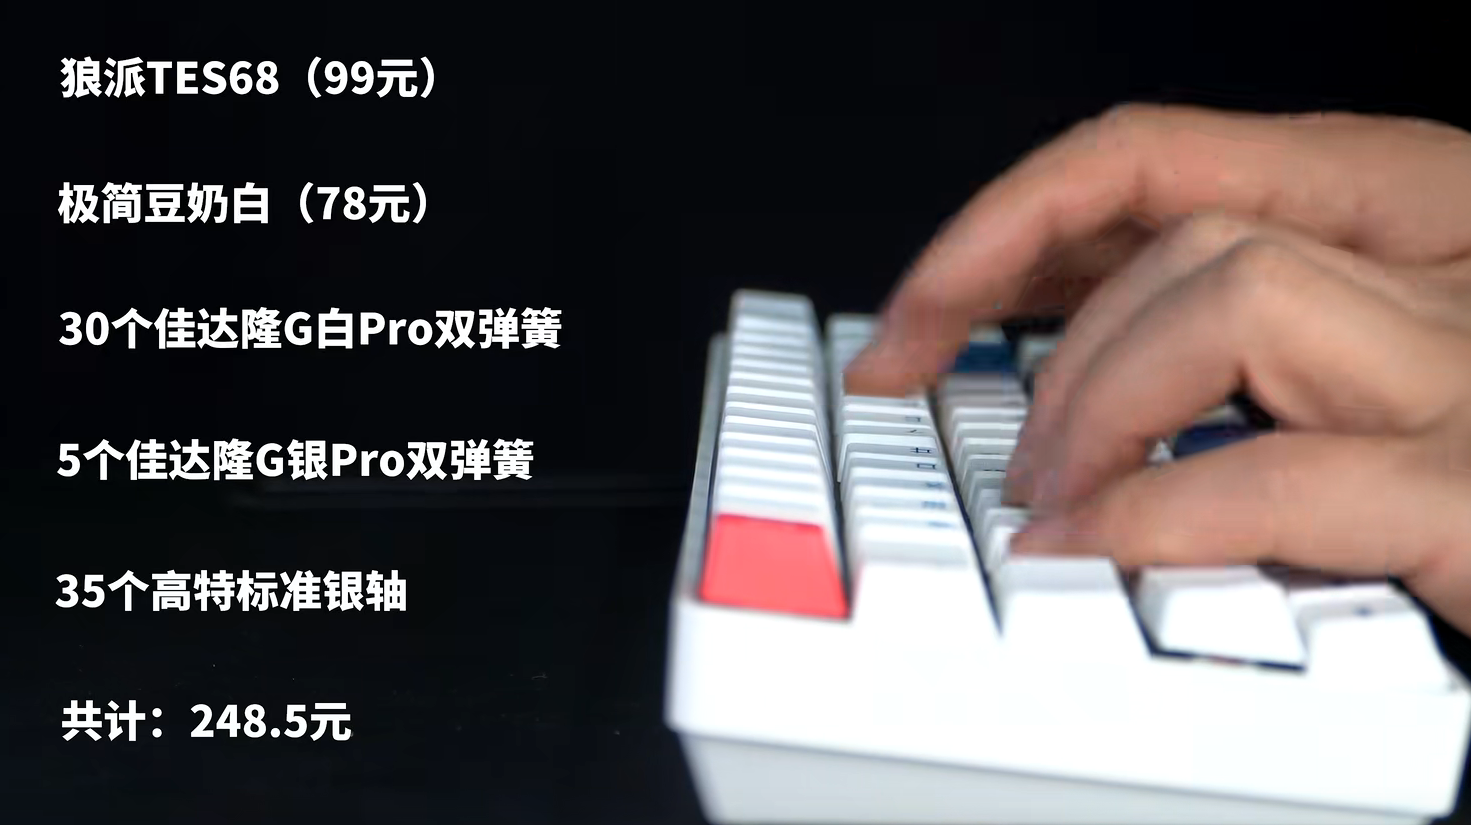 狼派TES68（99元）
极简豆奶白（78元）
30个佳达隆G白Pro双弹簧
5个佳达隆G银Pro双弹簧
35个高特标准银轴
共计：248.5元